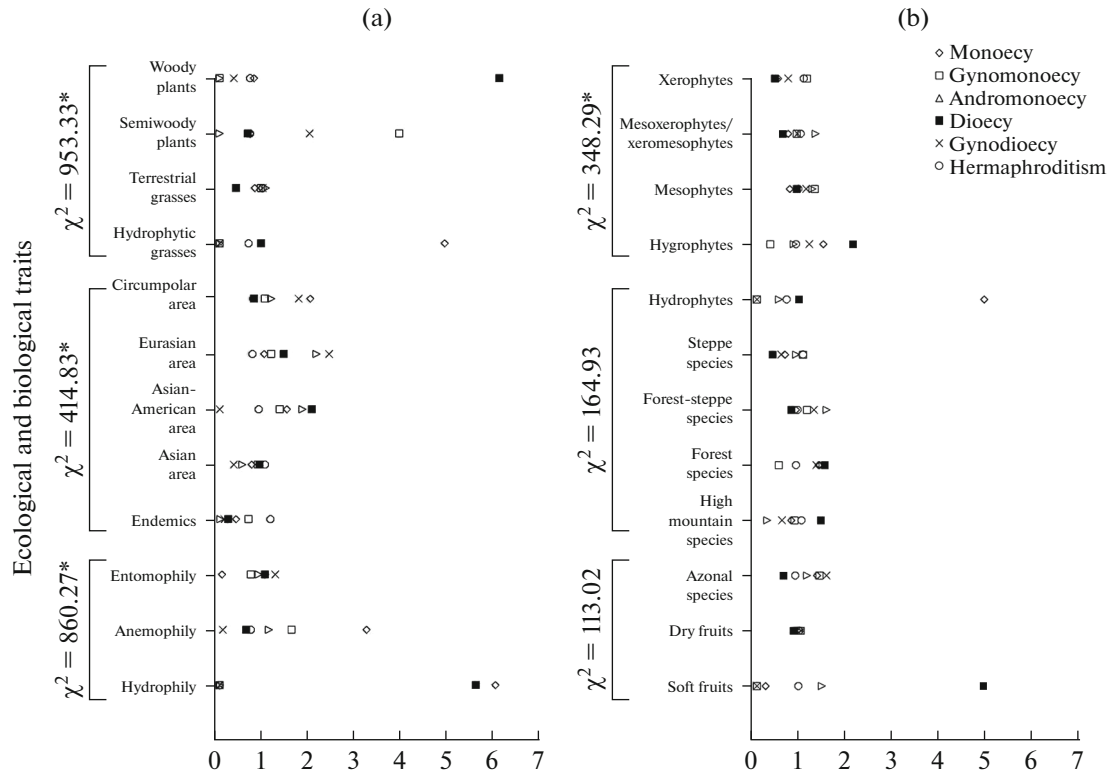 (a)
(b)
Ecological and biological traits
χ² = 953.33*
Woody
plants
Semiwoody
plants
Terrestrial
grasses
Hydrophytic
grasses
χ² = 414.83*
Circumpolar
area
Eurasian
area
Asian-
American
area
Asian
area
Endemics
χ² = 860.27*
Entomophily
Anemophily
Hydrophily
0 1 2 3 4 5 6 7
χ² = 348.29*
Xerophytes
Mesoxerophytes/
xeromesophytes
Mesophytes
Hygrophytes
χ² = 164.93
Hydrophytes
Steppe
species
Forest-steppe
species
Forest
species
High
mountain
species
χ² = 113.02
Azonal
species
Dry fruits
Soft fruits
0 1 2 3 4 5 6 7
Monoecy
Gynomonoecy
Andromonoecy
Dioecy
Gynodioecy
Hermaphroditism